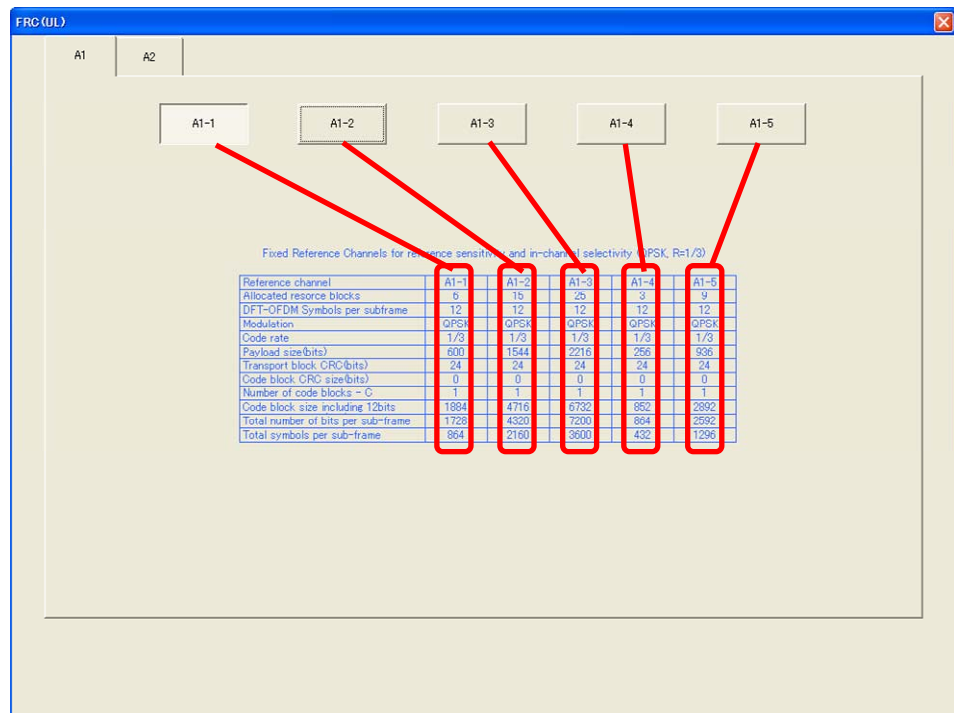 FRC(UL)
A1 A2
A1-1 A1-2 A1-3 A1-4 A1-5
Fixed Reference Channels for reference sensitivity and in-channel selectivity (QPSK, R=1/3)
Reference channel A1-1 A1-2 A1-3 A1-4 A1-5
Allocated resorce blocks 6 15 25 3 9
DFT-OFDM Symbols per subframe 12 12 12 12 12
Modulation QPSK QPSK QPSK QPSK QPSK
Code rate 1/3 1/3 1/3 1/3 1/3
Payload size(bits) 600 1544 2216 256 936
Transport block CRC(bits) 24 24 24 24 24
Code block CRC size(bits) 0 0 0 0 0
Number of code blocks - C 1 1 1 1 1
Code block size including 12bits 1884 4716 6732 852 2892
Total number of bits per sub-frame 1728 4320 7200 864 2592
Total symbols per sub-frame 864 2160 3600 432 1296